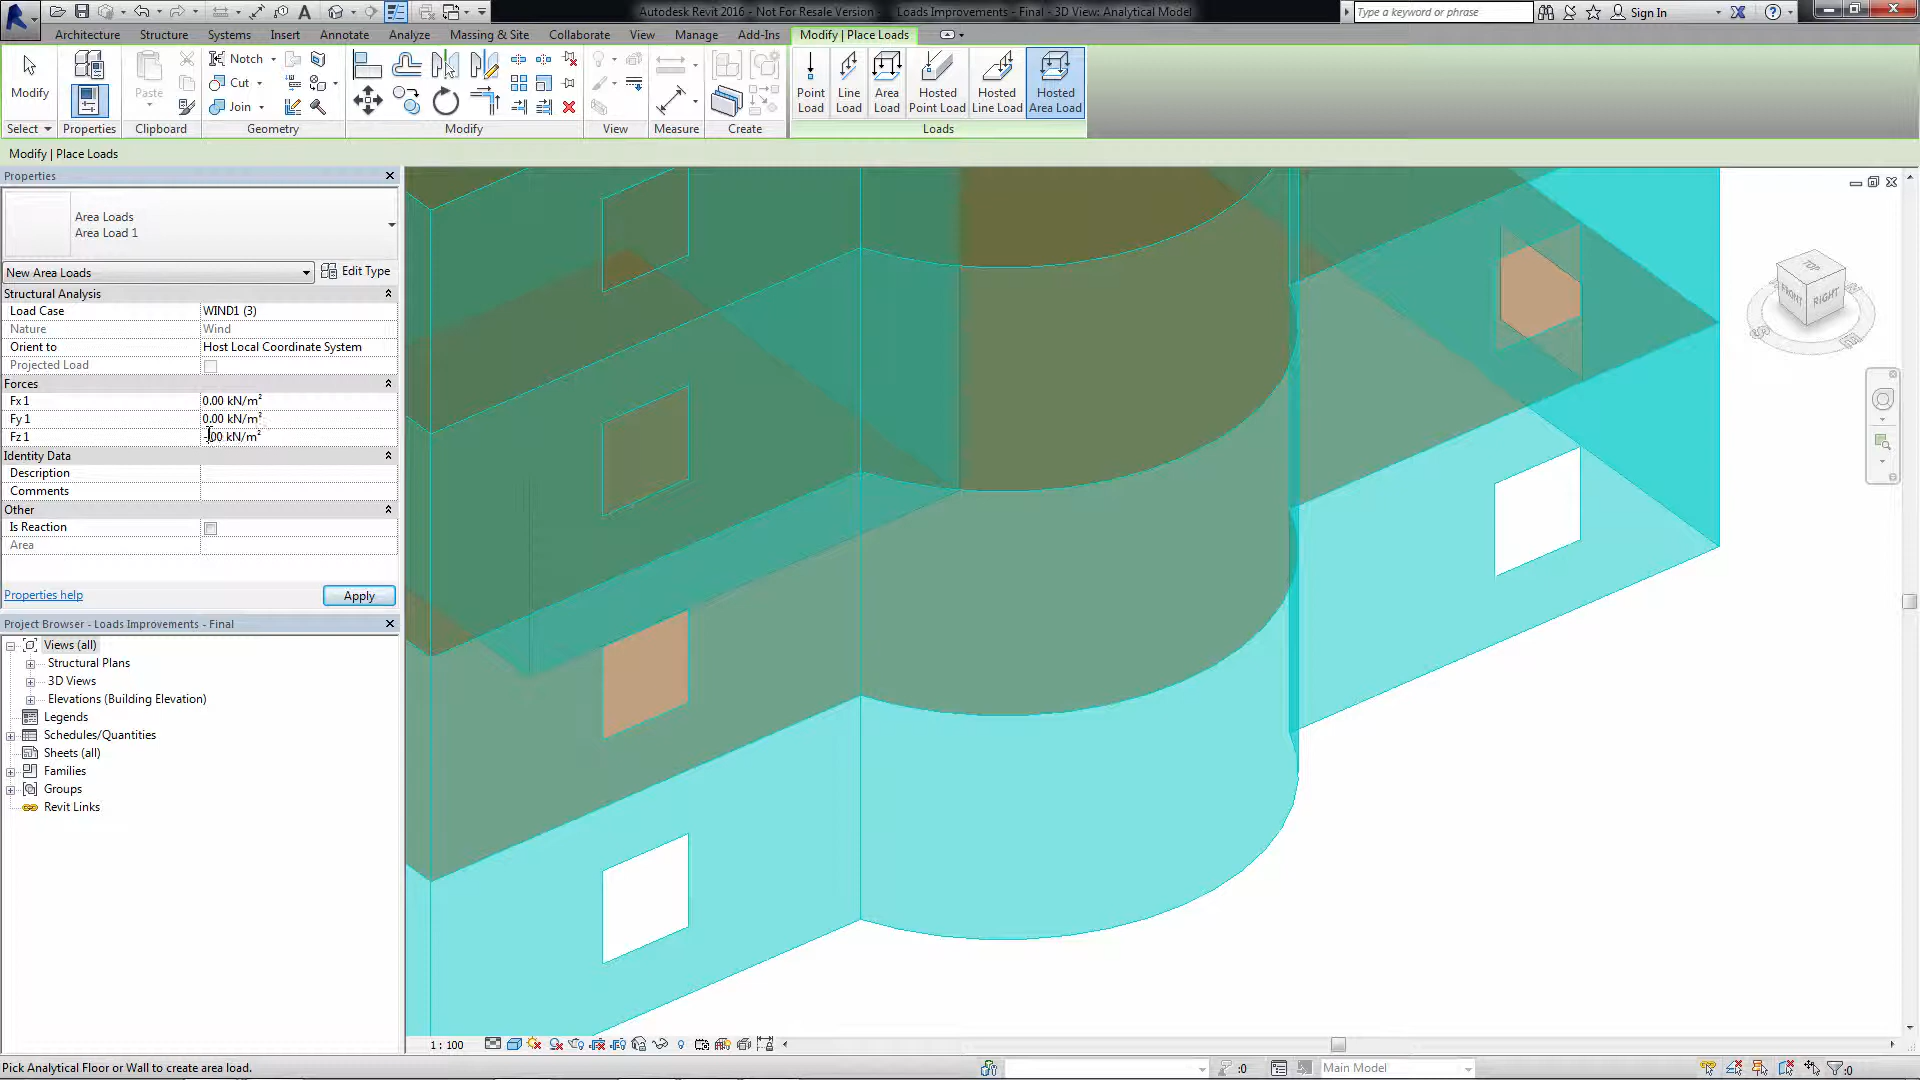 Autodesk Revit 2016 - Not For Resale Version - Loads Improvements - Final - 3D View: Analytical Model
Type a keyword or phrase
Sign In
Architecture Structure Systems Insert Annotate Analyze Massing & Site Collaborate View Manage Add-Ins Modify | Place Loads
Modify
Paste
Notch
Cut
Join
Point Load
Line Load
Area Load
Hosted Point Load
Hosted Line Load
Hosted Area Load
Select Properties Clipboard Geometry Modify View Measure Create Loads
Modify | Place Loads
Properties
Area Loads
Area Load 1
New Area Loads Edit Type
Structural Analysis
Load Case WIND1 (3)
Nature Wind
Orient to Host Local Coordinate System
Projected Load
Forces
Fx 1 0.00 kN/m²
Fy 1 0.00 kN/m²
Fz 1 -.00 kN/m²
Identity Data
Description
Comments
Other
Is Reaction
Area
Properties help Apply
Project Browser - Loads Improvements - Final
Views (all)
Structural Plans
3D Views
Elevations (Building Elevation)
Legends
Schedules/Quantities
Sheets (all)
Families
Groups
Revit Links
TOP
FRONT
RIGHT
1 : 100
Pick Analytical Floor or Wall to create area load.
:0
Main Model
:0